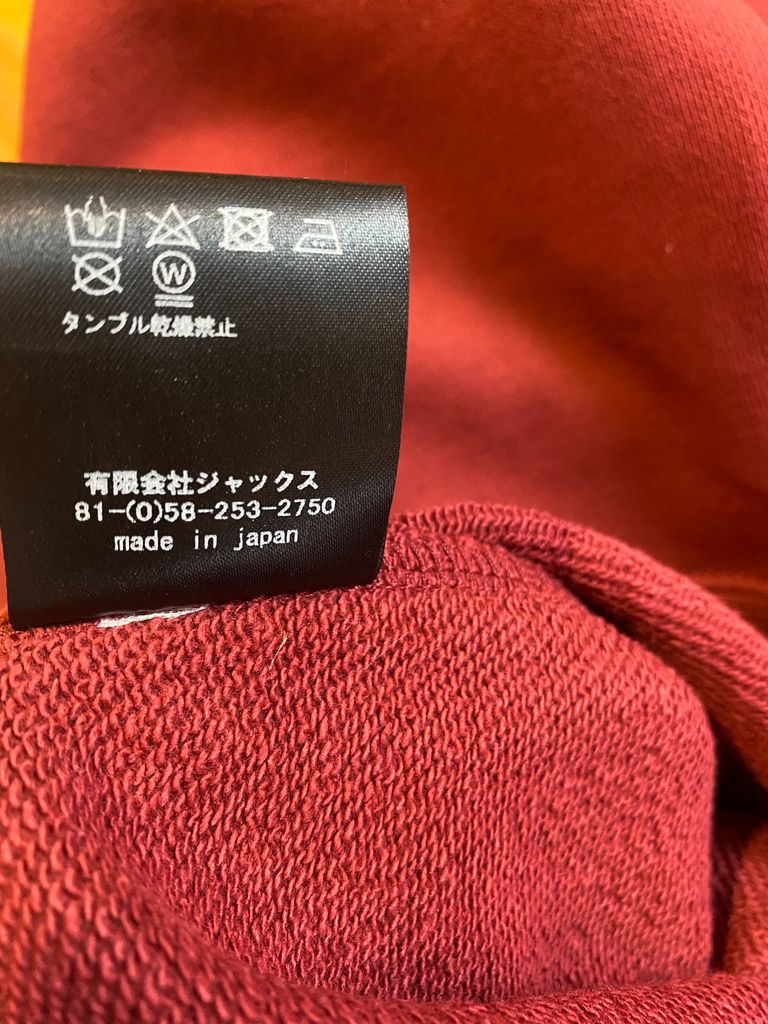 W
タンブル乾燥禁止
有限会社ジャックス
81-(0)58-253-2750
made in japan